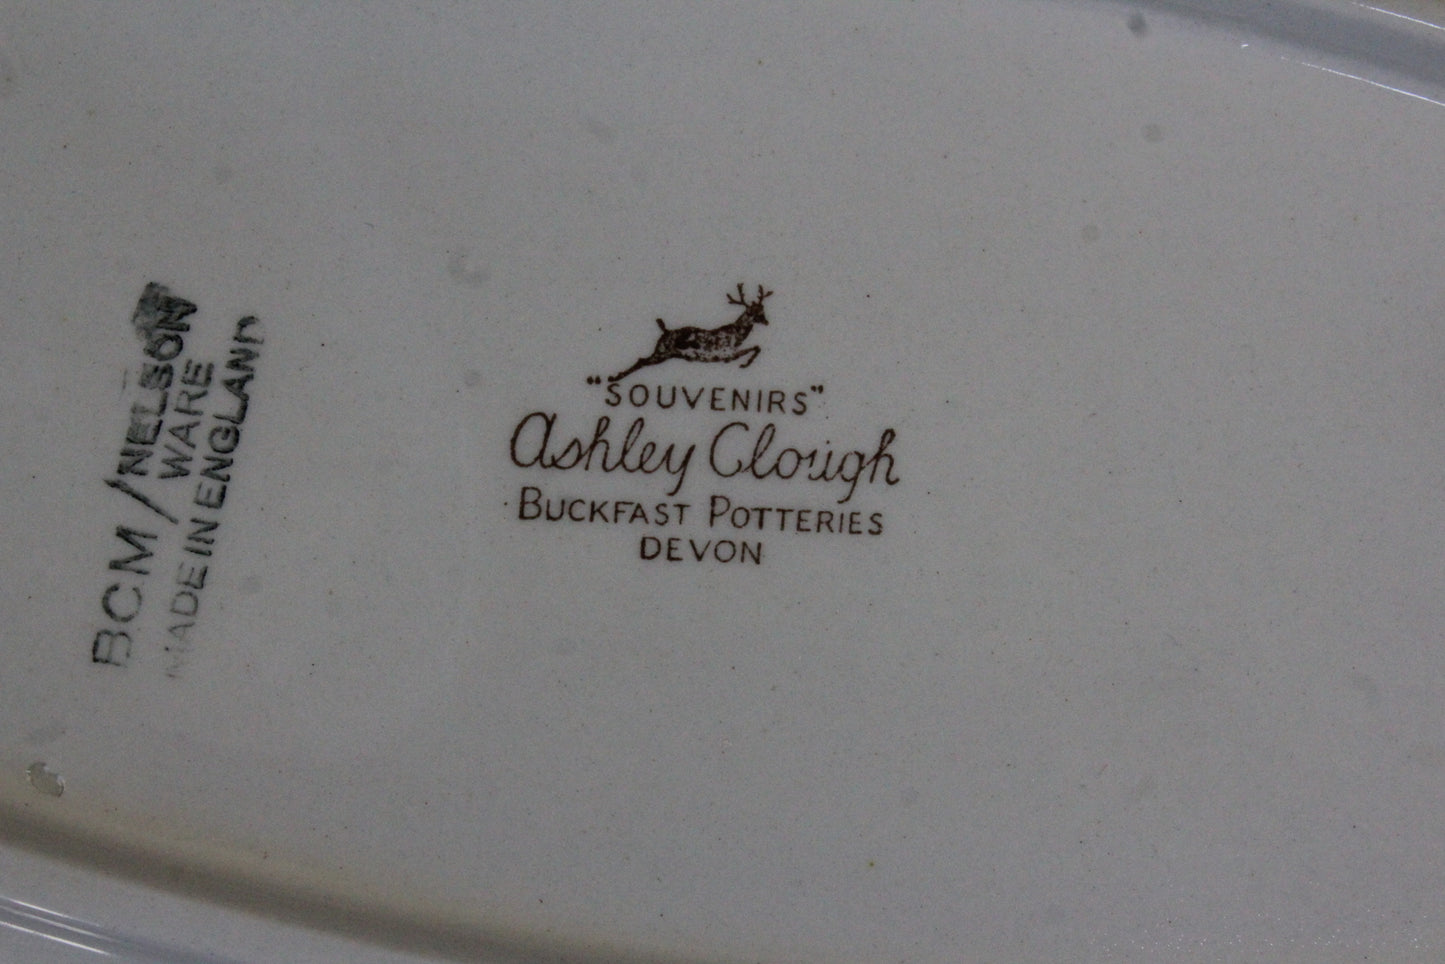 BCM/NELSON
WARE
MADE IN ENGLAND
"SOUVENIRS"
Ashley Clough
BUCKFAST POTTERIES
DEVON